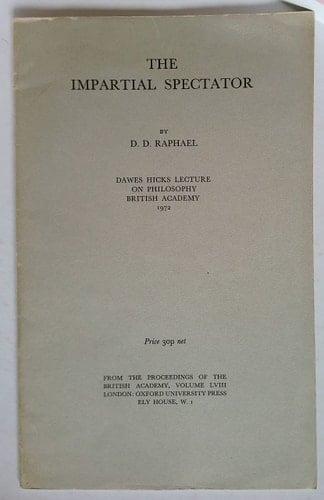 THE
IMPARTIAL SPECTATOR
BY
D. D. RAPHAEL
DAWES HICKS LECTURE
ON PHILOSOPHY
BRITISH ACADEMY
1972
Price 30p net
FROM THE PROCEEDINGS OF THE
BRITISH ACADEMY, VOLUME LVIII
LONDON: OXFORD UNIVERSITY PRESS
ELY HOUSE, W. 1